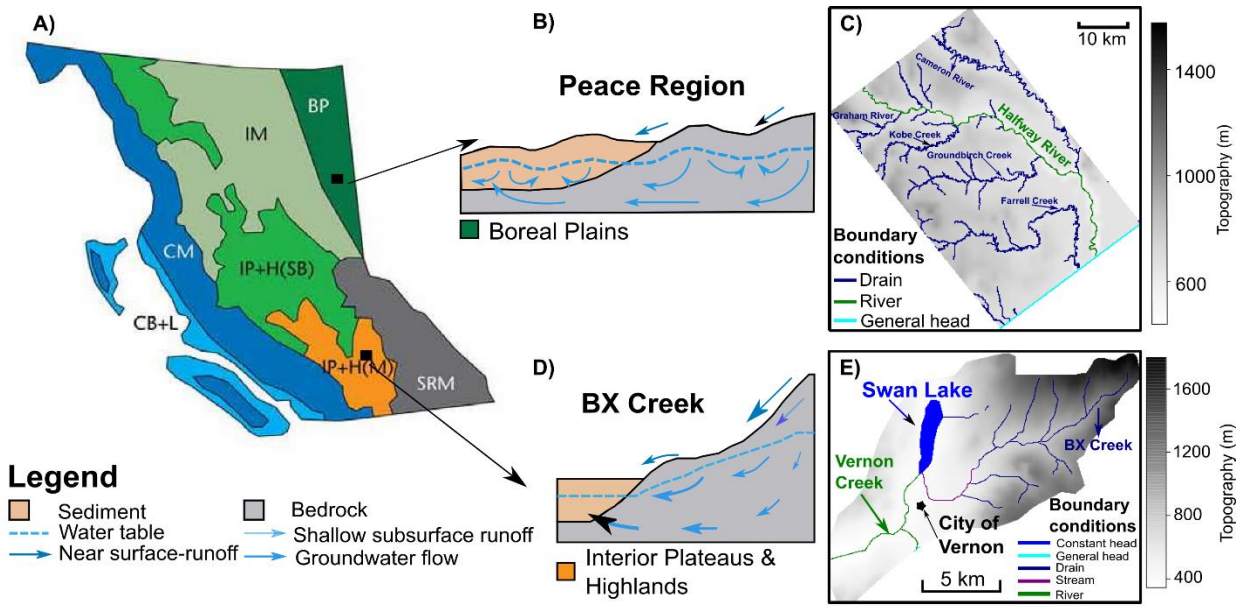 A)
BP
IM
CM
IP+H(SB)
CB+L
IP+H(M)
SRM
Legend
Sediment
Water table
Near surface-runoff
Bedrock
Shallow subsurface runoff
Groundwater flow
B)
Peace Region
Boreal Plains
C)
10 km
Cameron River
Graham River
Halfway River
Kobe Creek
Groundbirch Creek
Farrell Creek
Boundary
conditions
Drain
River
General head
1400
1000
600
Topography (m)
D)
BX Creek
Interior Plateaus &
Highlands
E)
Swan Lake
BX Creek
Vernon
Creek
City of
Vernon
5 km
Boundary
conditions
Constant head
General head
Drain
Stream
River
1600
1200
800
400
Topography (m)